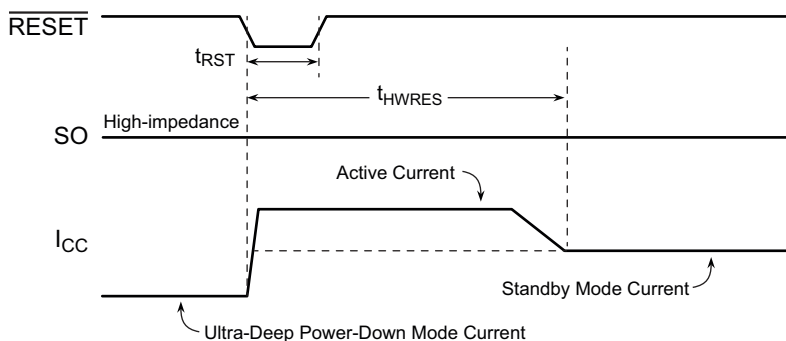 RESET
tRST
tHWRES
High-impedance
SO
Active Current
ICC
Standby Mode Current
Ultra-Deep Power-Down Mode Current